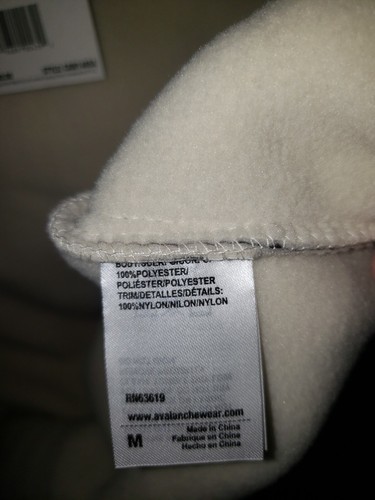 100%POLYESTER/
POLIÉSTER/POLYESTER
TRIM/DETALLES/DÉTAILS:
100%NYLON/NILON/NYLON
RN63619
www.avalanchewear.com
M
Made in China
Fabrique en Chine
Hecho en China